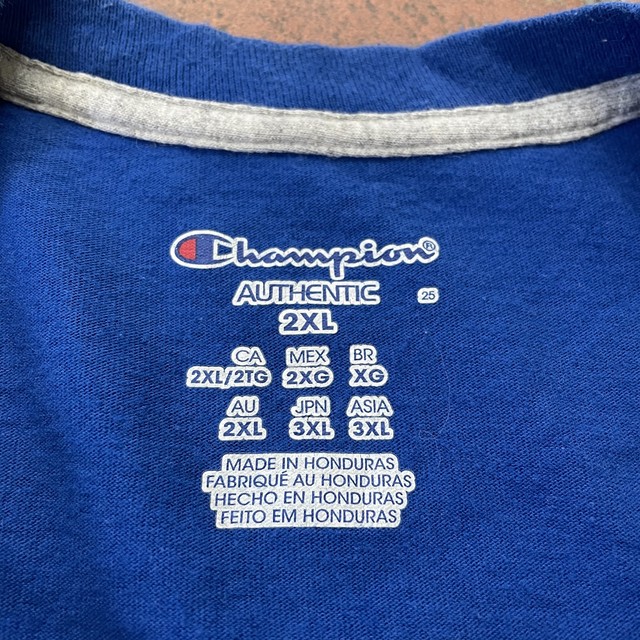 Champion®
AUTHENTIC 25
2XL
CA MEX BR
2XL/2TG 2XG XG
AU JPN ASIA
2XL 3XL 3XL
MADE IN HONDURAS
FABRIQUÉ AU HONDURAS
HECHO EN HONDURAS
FEITO EM HONDURAS